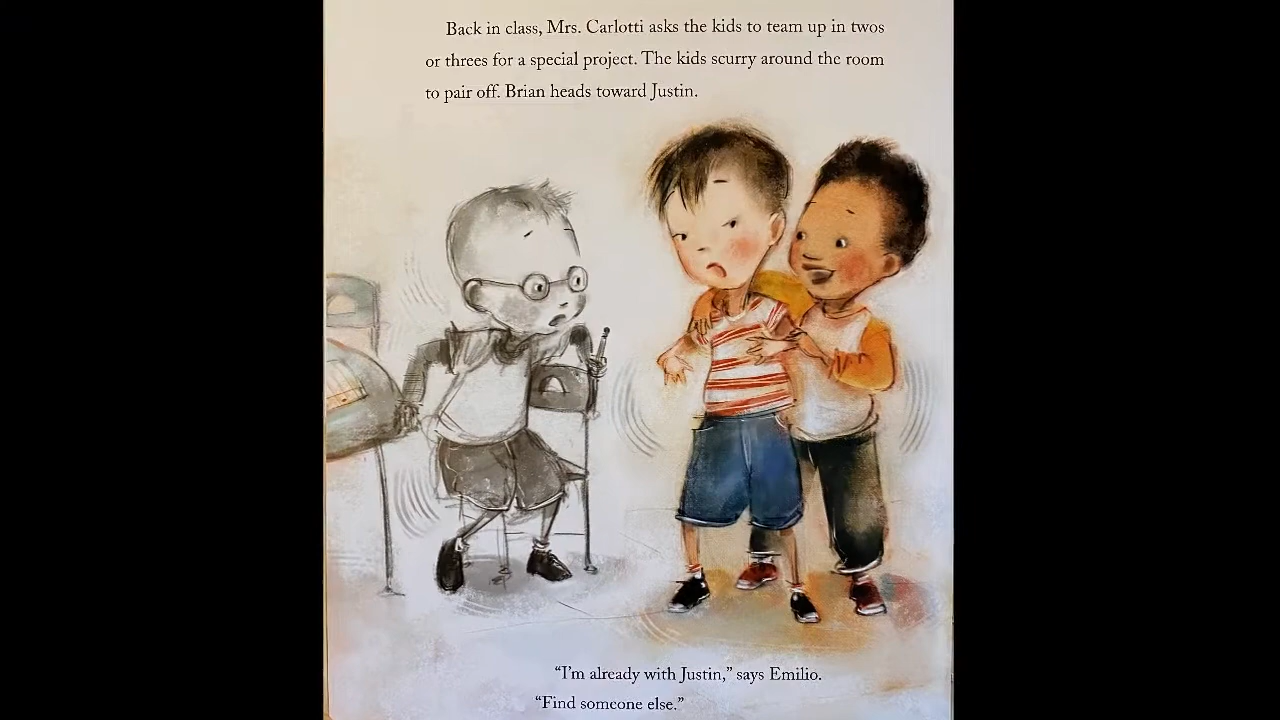 Back in class, Mrs. Carlotti asks the kids to team up in twos
or threes for a special project. The kids scurry around the room
to pair off. Brian heads toward Justin.
“I’m already with Justin,” says Emilio.
“Find someone else.”